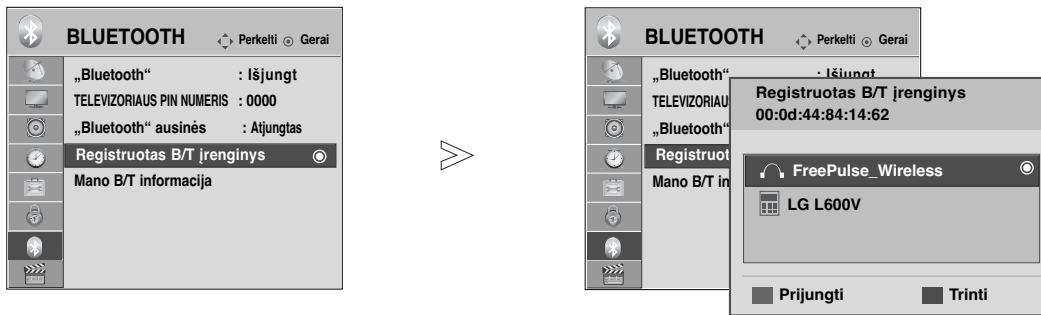 BLUETOOTH Perkelti Gerai
„Bluetooth“ : Išjungt
TELEVIZORIAUS PIN NUMERIS : 0000
„Bluetooth“ ausinės : Atjungtas
Registruotas B/T įrenginys
Mano B/T informacija
BLUETOOTH Perkelti Gerai
„Bluetooth“ : Išjungt
TELEVIZORIAU
„Bluetooth“
Registruot
Mano B/T in
Registruotas B/T įrenginys
00:0d:44:84:14:62
FreePulse_Wireless
LG L600V
Prijungti Trinti